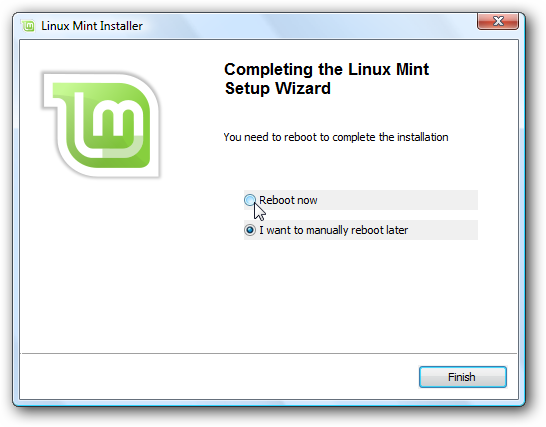 Linux Mint Installer
Completing the Linux Mint
Setup Wizard
You need to reboot to complete the installation
Reboot now
I want to manually reboot later
Finish